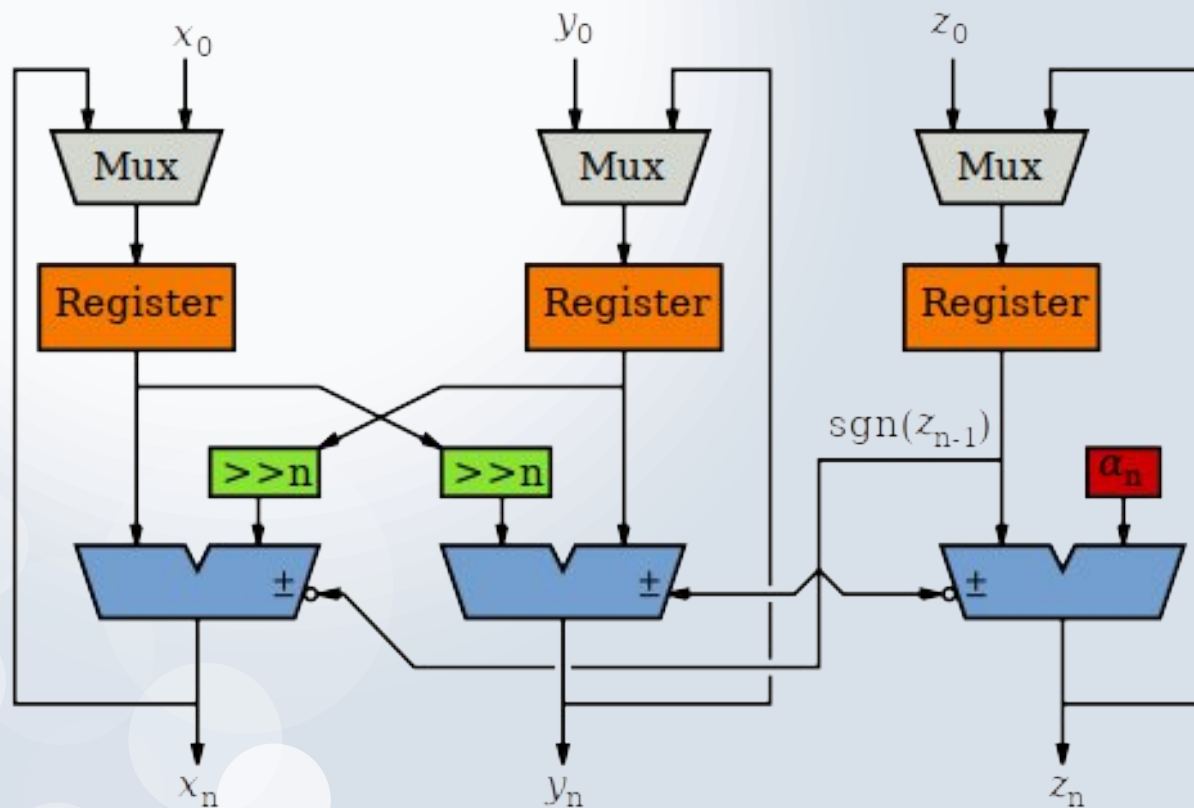 x₀ y₀ z₀
Mux Mux Mux
Register Register Register
sgn(zₙ₋₁)
>>n >>n αₙ
± ± ±
xₙ yₙ zₙ